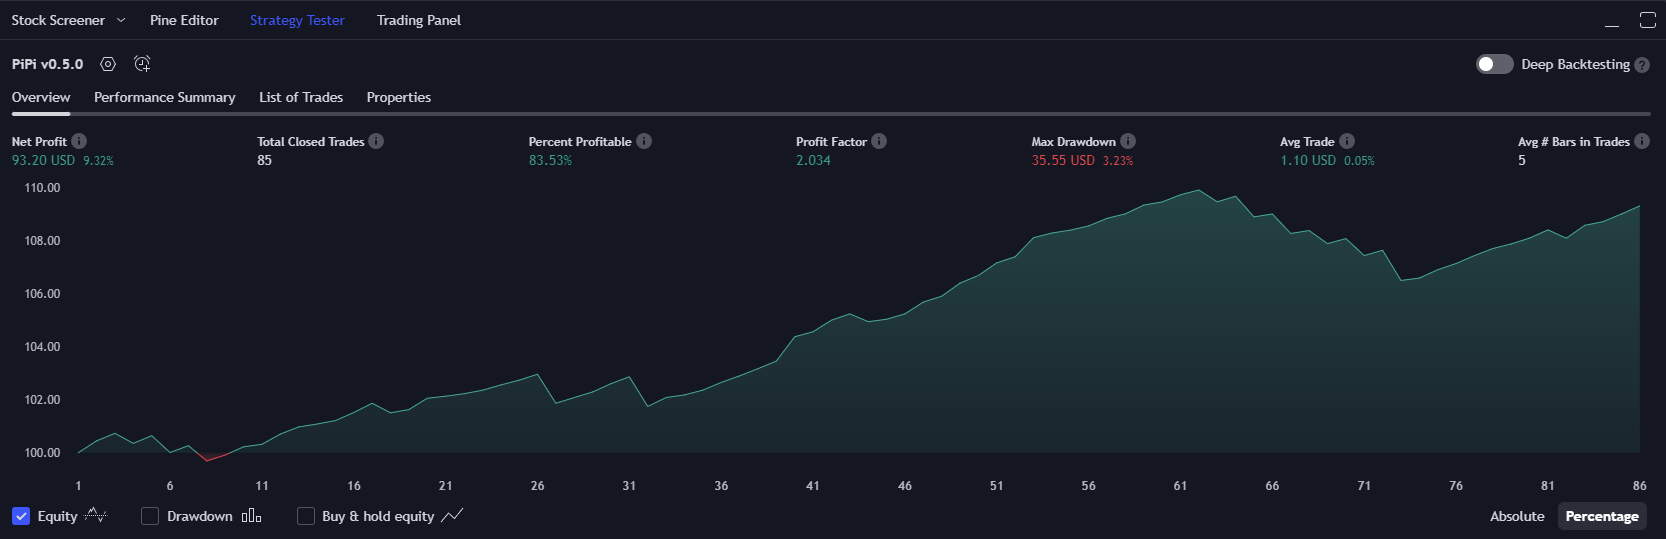 Stock Screener Pine Editor Strategy Tester Trading Panel
PiPi v0.5.0 Deep Backtesting ?
Overview Performance Summary List of Trades Properties
Net Profit Total Closed Trades Percent Profitable Profit Factor Max Drawdown Avg Trade Avg # Bars in Trades
93.20 USD 9.32% 85 83.53% 2.034 35.55 USD 3.23% 1.10 USD 0.05% 5
110.00
108.00
106.00
104.00
102.00
100.00
1 6 11 16 21 26 31 36 41 46 51 56 61 66 71 76 81 86
Equity Drawdown Buy & hold equity Absolute Percentage